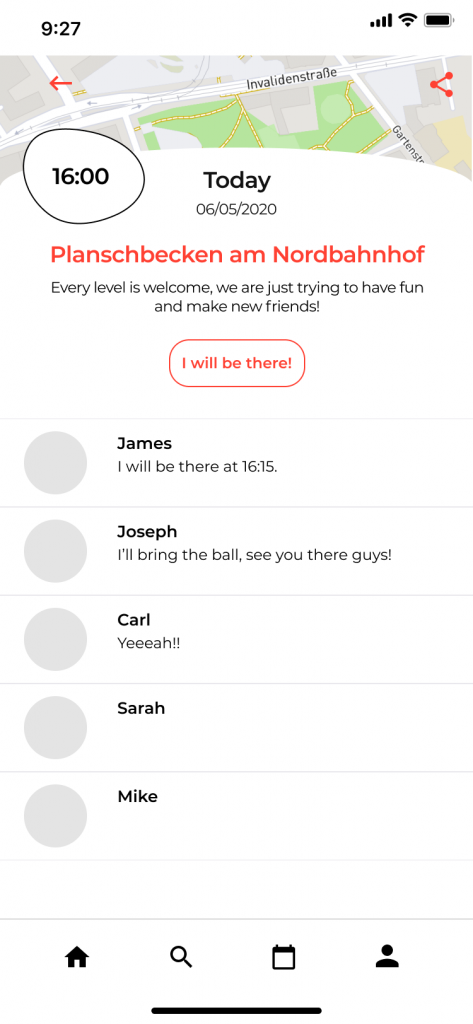 9:27
Invalidenstraße
Gartenstr
16:00
Today
06/05/2020
Planschbecken am Nordbahnhof
Every level is welcome, we are just trying to have fun
and make new friends!
I will be there!
James
I will be there at 16:15.
Joseph
I’ll bring the ball, see you there guys!
Carl
Yeeeah!!
Sarah
Mike